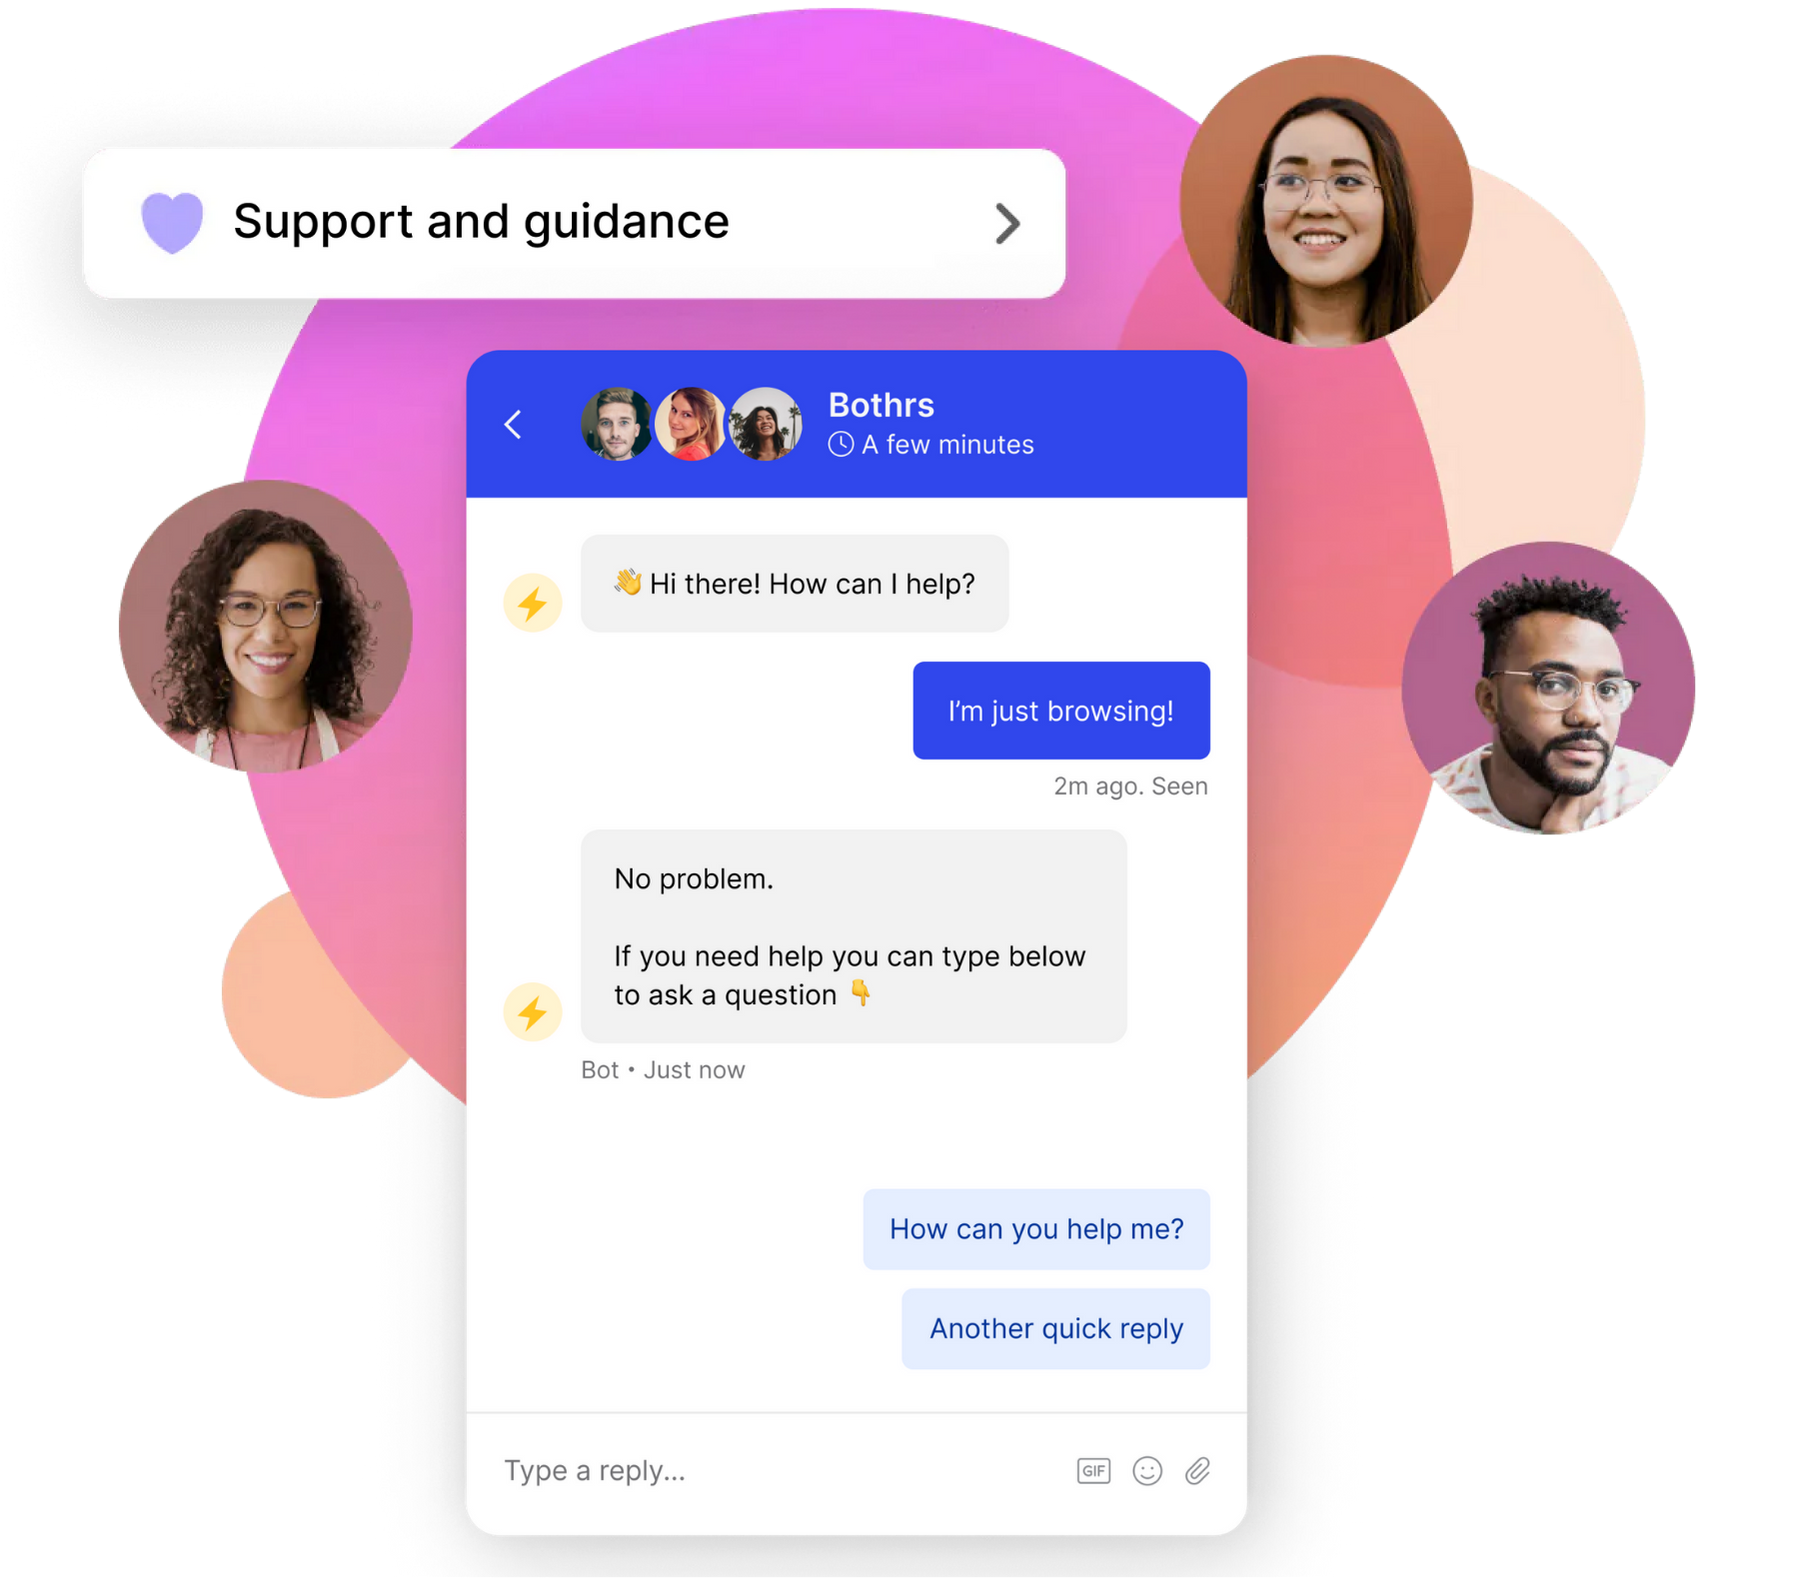 Support and guidance
Bothrs
A few minutes
👋 Hi there! How can I help?
I’m just browsing!
2m ago. Seen
No problem.
If you need help you can type below
to ask a question 👇
Bot • Just now
How can you help me?
Another quick reply
Type a reply...
GIF